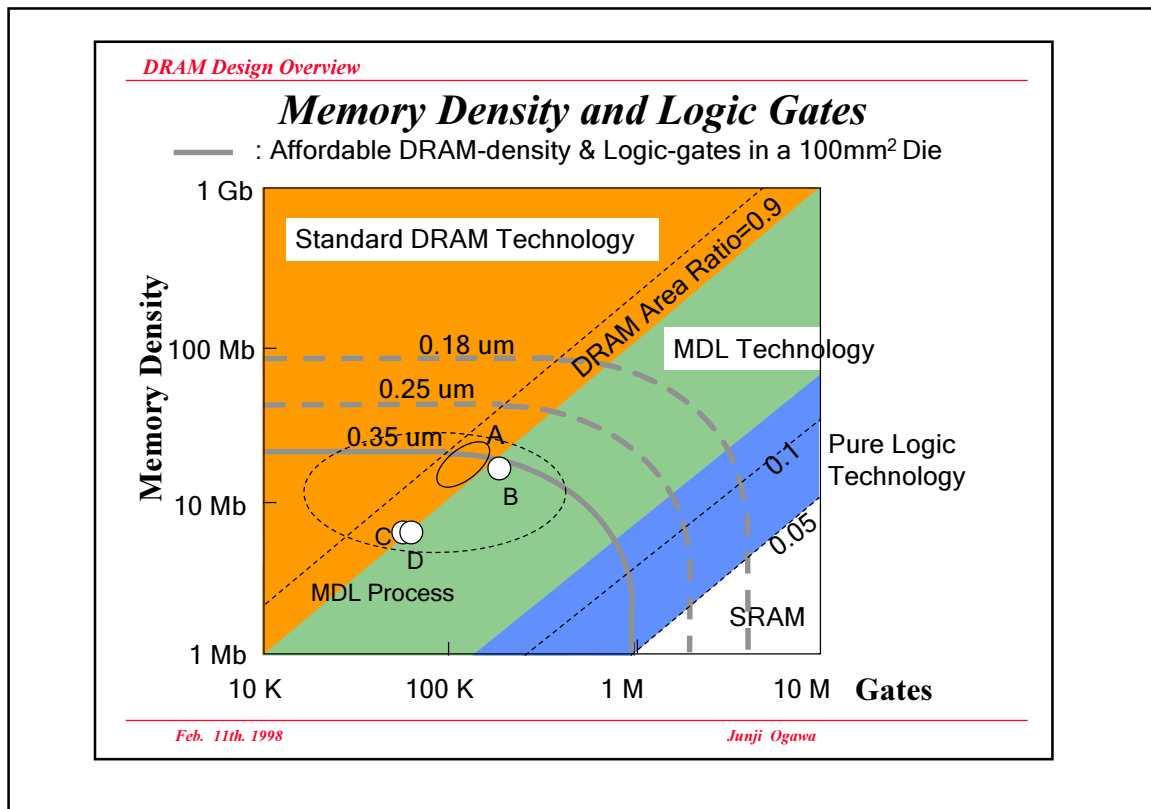 DRAM Design Overview
Memory Density and Logic Gates
: Affordable DRAM-density & Logic-gates in a 100mm² Die
1 Gb
Standard DRAM Technology
DRAM Area Ratio=0.9
Memory Density
100 Mb
0.18 um
MDL Technology
0.25 um
0.35 um
A
Pure Logic
Technology
0.1
B
10 Mb
0.05
C
D
MDL Process
SRAM
1 Mb
10 K
100 K
1 M
10 M
Gates
Feb. 11th. 1998
Junji Ogawa